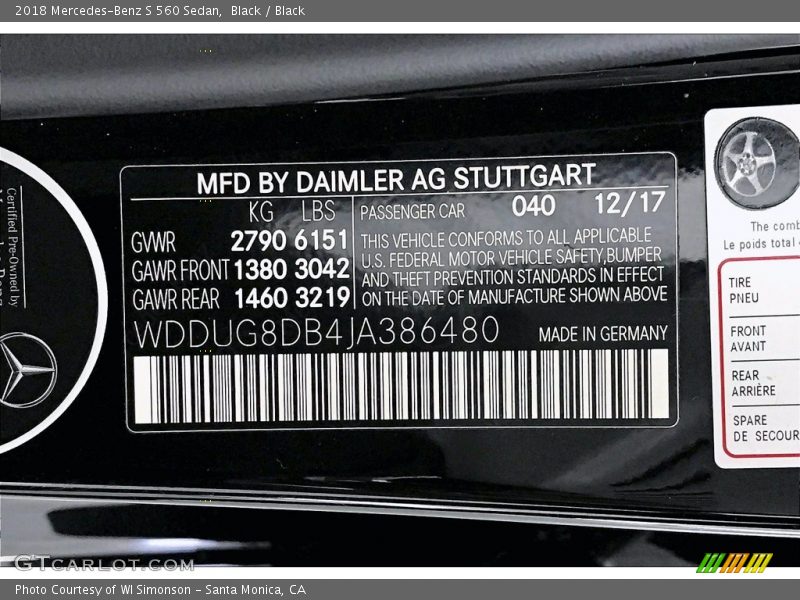 2018 Mercedes-Benz S 560 Sedan,  Black / Black
MFD BY DAIMLER AG STUTTGART
KG LBS
GVWR 2790 6151
GAWR FRONT 1380 3042
GAWR REAR 1460 3219
PASSENGER CAR 040 12/17
THIS VEHICLE CONFORMS TO ALL APPLICABLE
U.S. FEDERAL MOTOR VEHICLE SAFETY,BUMPER
AND THEFT PREVENTION STANDARDS IN EFFECT
ON THE DATE OF MANUFACTURE SHOWN ABOVE
WDDUG8DB4JA386480 MADE IN GERMANY
Certified Pre-Owned by
The comb
Le poids total
TIRE
PNEU
FRONT
AVANT
REAR
ARRIÈRE
SPARE
DE SECOUR
GTCARLOT.COM
Photo Courtesy of WI Simonson - Santa Monica, CA